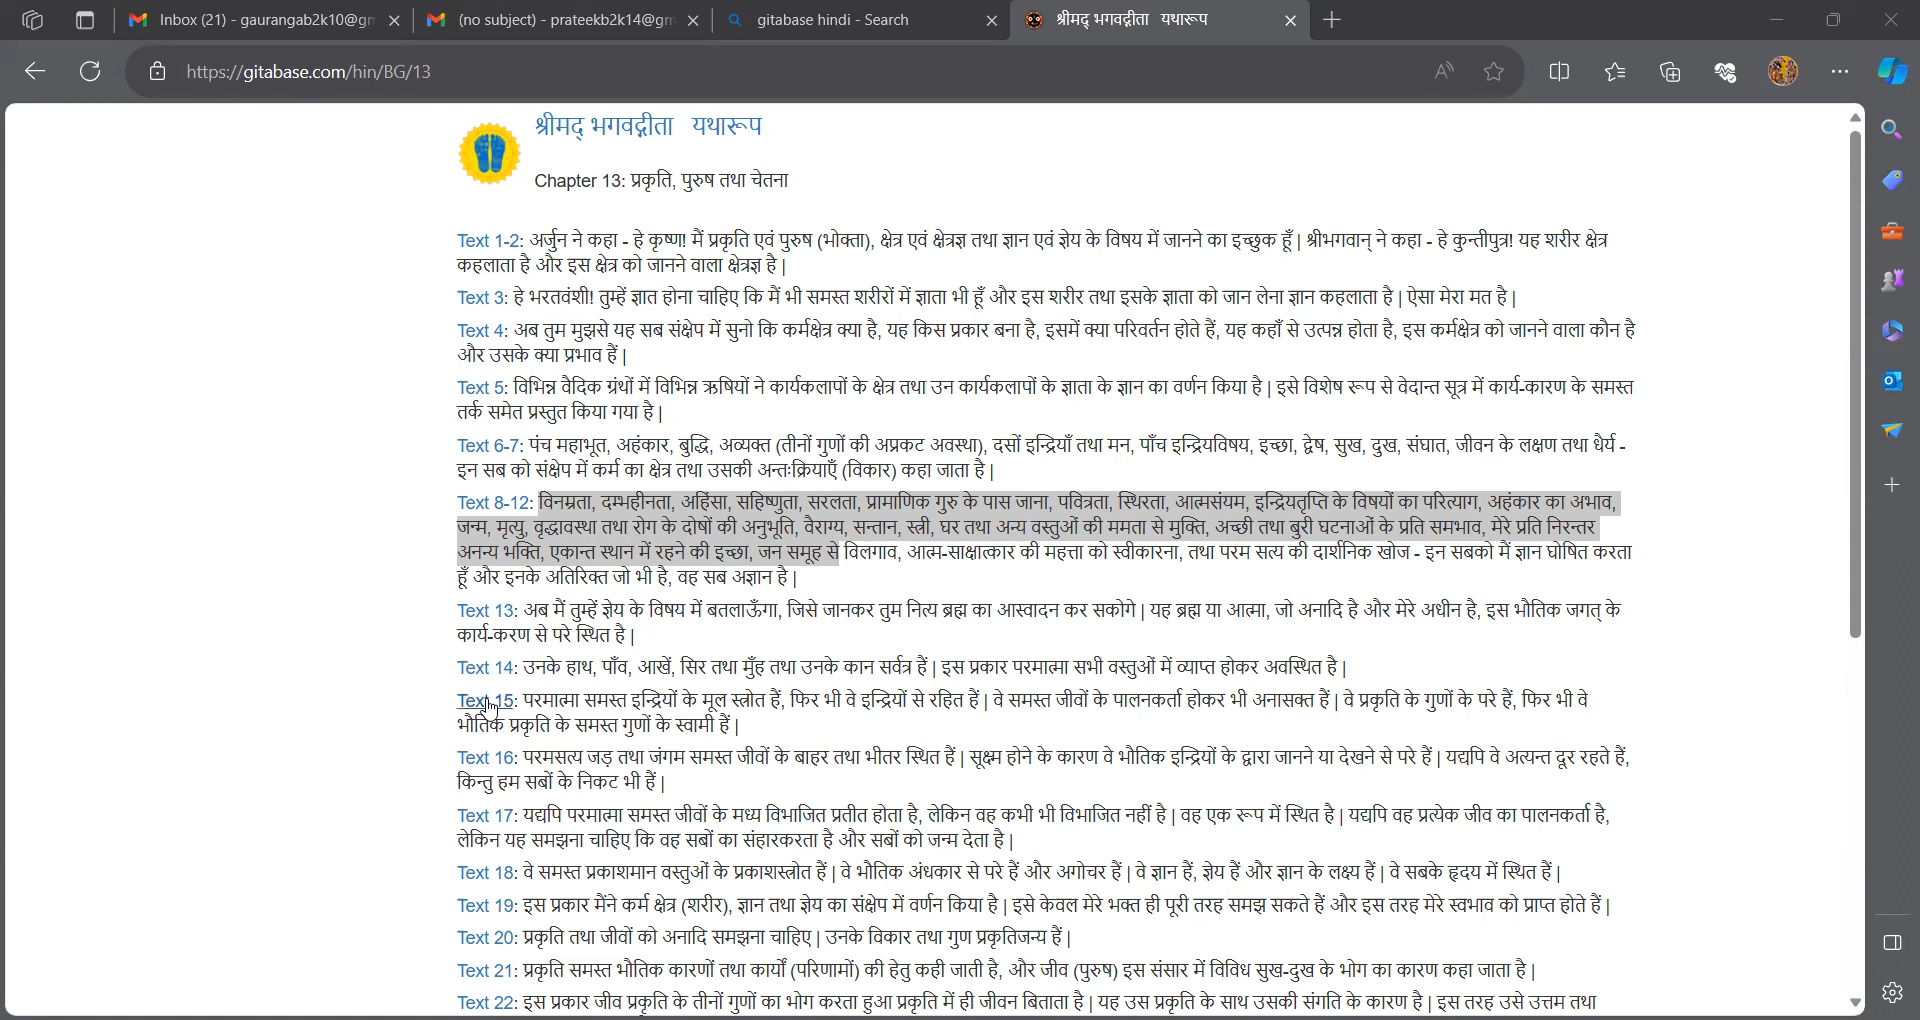 Inbox (21) - gaurangab2k10@gm
(no subject) - prateekb2k14@gm
gitabase hindi - Search
श्रीमद् भगवद्गीता यथारूप
https://gitabase.com/hin/BG/13
श्रीमद् भगवद्गीता यथारूप
Chapter 13: प्रकृति, पुरुष तथा चेतना
Text 1-2: अर्जुन ने कहा - हे कृष्ण! मैं प्रकृति एवं पुरुष (भोक्ता), क्षेत्र एवं क्षेत्रज्ञ तथा ज्ञान एवं ज्ञेय के विषय में जानने का इच्छुक हूँ | श्रीभगवान् ने कहा - हे कुन्तीपुत्र! यह शरीर क्षेत्र
कहलाता है और इस क्षेत्र को जानने वाला क्षेत्रज्ञ है |
Text 3: हे भरतवंशी! तुम्हें ज्ञात होना चाहिए कि मैं भी समस्त शरीरों में ज्ञाता भी हूँ और इस शरीर तथा इसके ज्ञाता को जान लेना ज्ञान कहलाता है | ऐसा मेरा मत है |
Text 4: अब तुम मुझसे यह सब संक्षेप में सुनो कि कर्मक्षेत्र क्या है, यह किस प्रकार बना है, इसमें क्या परिवर्तन होते हैं, यह कहाँ से उत्पन्न होता है, इस कर्मक्षेत्र को जानने वाला कौन है
और उसके क्या प्रभाव हैं |
Text 5: विभिन्न वैदिक ग्रंथों में विभिन्न ऋषियों ने कार्यकलापों के क्षेत्र तथा उन कार्यकलापों के ज्ञाता के ज्ञान का वर्णन किया है | इसे विशेष रूप से वेदान्त सूत्र में कार्य-कारण के समस्त
तर्क समेत प्रस्तुत किया गया है |
Text 6-7: पंच महाभूत, अहंकार, बुद्धि, अव्यक्त (तीनों गुणों की अप्रकट अवस्था), दसों इन्द्रियाँ तथा मन, पाँच इन्द्रियविषय, इच्छा, द्वेष, सुख, दुख, संघात, जीवन के लक्षण तथा धैर्य -
इन सब को संक्षेप में कर्म का क्षेत्र तथा उसकी अन्तःक्रियाएँ (विकार) कहा जाता है |
Text 8-12: विनम्रता, दम्भहीनता, अहिंसा, सहिष्णुता, सरलता, प्रामाणिक गुरु के पास जाना, पवित्रता, स्थिरता, आत्मसंयम, इन्द्रियतृप्ति के विषयों का परित्याग, अहंकार का अभाव,
जन्म, मृत्यु, वृद्धावस्था तथा रोग के दोषों की अनुभूति, वैराग्य, सन्तान, स्त्री, घर तथा अन्य वस्तुओं की ममता से मुक्ति, अच्छी तथा बुरी घटनाओं के प्रति समभाव, मेरे प्रति निरन्तर
अनन्य भक्ति, एकान्त स्थान में रहने की इच्छा, जन समूह से विलगाव, आत्म-साक्षात्कार की महत्ता को स्वीकारना, तथा परम सत्य की दार्शनिक खोज - इन सबको मैं ज्ञान घोषित करता
हूँ और इनके अतिरिक्त जो भी है, वह सब अज्ञान है |
Text 13: अब मैं तुम्हें ज्ञेय के विषय में बतलाऊँगा, जिसे जानकर तुम नित्य ब्रह्म का आस्वादन कर सकोगे | यह ब्रह्म या आत्मा, जो अनादि है और मेरे अधीन है, इस भौतिक जगत् के
कार्य-करण से परे स्थित है |
Text 14: उनके हाथ, पाँव, आखें, सिर तथा मुँह तथा उनके कान सर्वत्र हैं | इस प्रकार परमात्मा सभी वस्तुओं में व्याप्त होकर अवस्थित है |
Text 15: परमात्मा समस्त इन्द्रियों के मूल स्त्रोत हैं, फिर भी वे इन्द्रियों से रहित हैं | वे समस्त जीवों के पालनकर्ता होकर भी अनासक्त हैं | वे प्रकृति के गुणों के परे हैं, फिर भी वे
भौतिक प्रकृति के समस्त गुणों के स्वामी हैं |
Text 16: परमसत्य जड़ तथा जंगम समस्त जीवों के बाहर तथा भीतर स्थित हैं | सूक्ष्म होने के कारण वे भौतिक इन्द्रियों के द्वारा जानने या देखने से परे हैं | यद्यपि वे अत्यन्त दूर रहते हैं,
किन्तु हम सबों के निकट भी हैं |
Text 17: यद्यपि परमात्मा समस्त जीवों के मध्य विभाजित प्रतीत होता है, लेकिन वह कभी भी विभाजित नहीं है | वह एक रूप में स्थित है | यद्यपि वह प्रत्येक जीव का पालनकर्ता है,
लेकिन यह समझना चाहिए कि वह सबों का संहारकरता है और सबों को जन्म देता है |
Text 18: वे समस्त प्रकाशमान वस्तुओं के प्रकाशस्त्रोत हैं | वे भौतिक अंधकार से परे हैं और अगोचर हैं | वे ज्ञान हैं, ज्ञेय हैं और ज्ञान के लक्ष्य हैं | वे सबके हृदय में स्थित हैं |
Text 19: इस प्रकार मैंने कर्म क्षेत्र (शरीर), ज्ञान तथा ज्ञेय का संक्षेप में वर्णन किया है | इसे केवल मेरे भक्त ही पूरी तरह समझ सकते हैं और इस तरह मेरे स्वभाव को प्राप्त होते हैं |
Text 20: प्रकृति तथा जीवों को अनादि समझना चाहिए | उनके विकार तथा गुण प्रकृतिजन्य हैं |
Text 21: प्रकृति समस्त भौतिक कारणों तथा कार्यों (परिणामों) की हेतु कही जाती है, और जीव (पुरुष) इस संसार में विविध सुख-दुख के भोग का कारण कहा जाता है |
Text 22: इस प्रकार जीव प्रकृति के तीनों गुणों का भोग करता हुआ प्रकृति में ही जीवन बिताता है | यह उस प्रकृति के साथ उसकी संगति के कारण है | इस तरह उसे उत्तम तथा